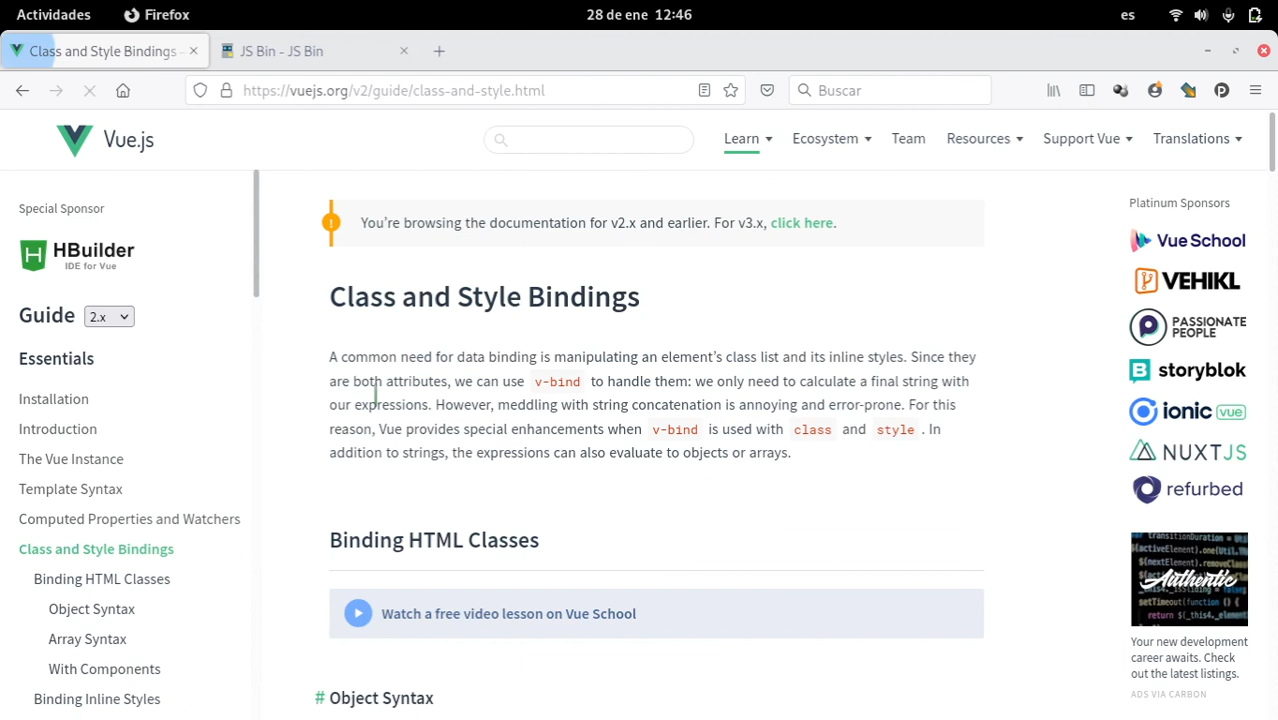 Actividades
Firefox
28 de ene 12:46
es
Class and Style Bindings –
JS Bin - JS Bin
https://vuejs.org/v2/guide/class-and-style.html
Buscar
Vue.js
Learn
Ecosystem
Team
Resources
Support Vue
Translations
Special Sponsor
HBuilder
IDE for Vue
Guide 2.x
Essentials
Installation
Introduction
The Vue Instance
Template Syntax
Computed Properties and Watchers
Class and Style Bindings
Binding HTML Classes
Object Syntax
Array Syntax
With Components
Binding Inline Styles
!
You’re browsing the documentation for v2.x and earlier. For v3.x, click here.
Class and Style Bindings
A common need for data binding is manipulating an element’s class list and its inline styles. Since they
are both attributes, we can use v-bind to handle them: we only need to calculate a final string with
our expressions. However, meddling with string concatenation is annoying and error-prone. For this
reason, Vue provides special enhancements when v-bind is used with class and style . In
addition to strings, the expressions can also evaluate to objects or arrays.
Binding HTML Classes
Watch a free video lesson on Vue School
# Object Syntax
Platinum Sponsors
Vue School
VEHIKL
PASSIONATE
PEOPLE
storyblok
ionic vue
NUXTJS
refurbed
Authentic
Your new development
career awaits. Check
out the latest listings.
ADS VIA CARBON